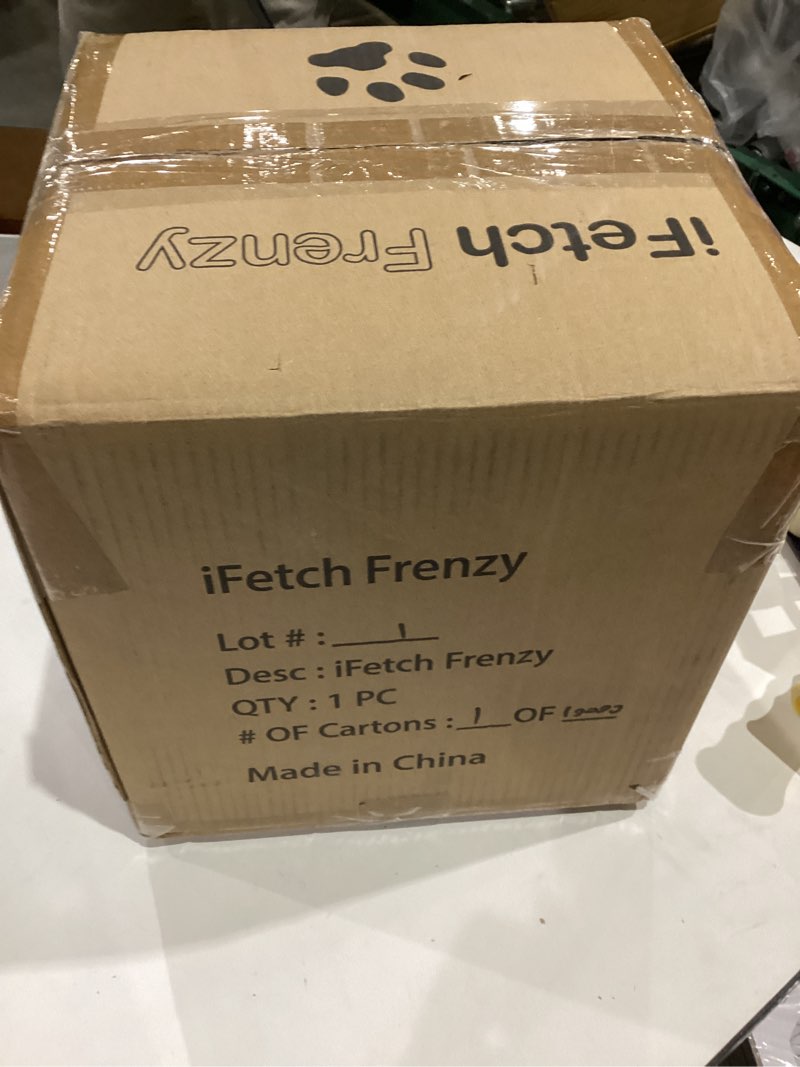 iFetch Frenzy
iFetch Frenzy
Lot # : 1
Desc : iFetch Frenzy
QTY : 1 PC
# OF Cartons : 1 OF
Made in China